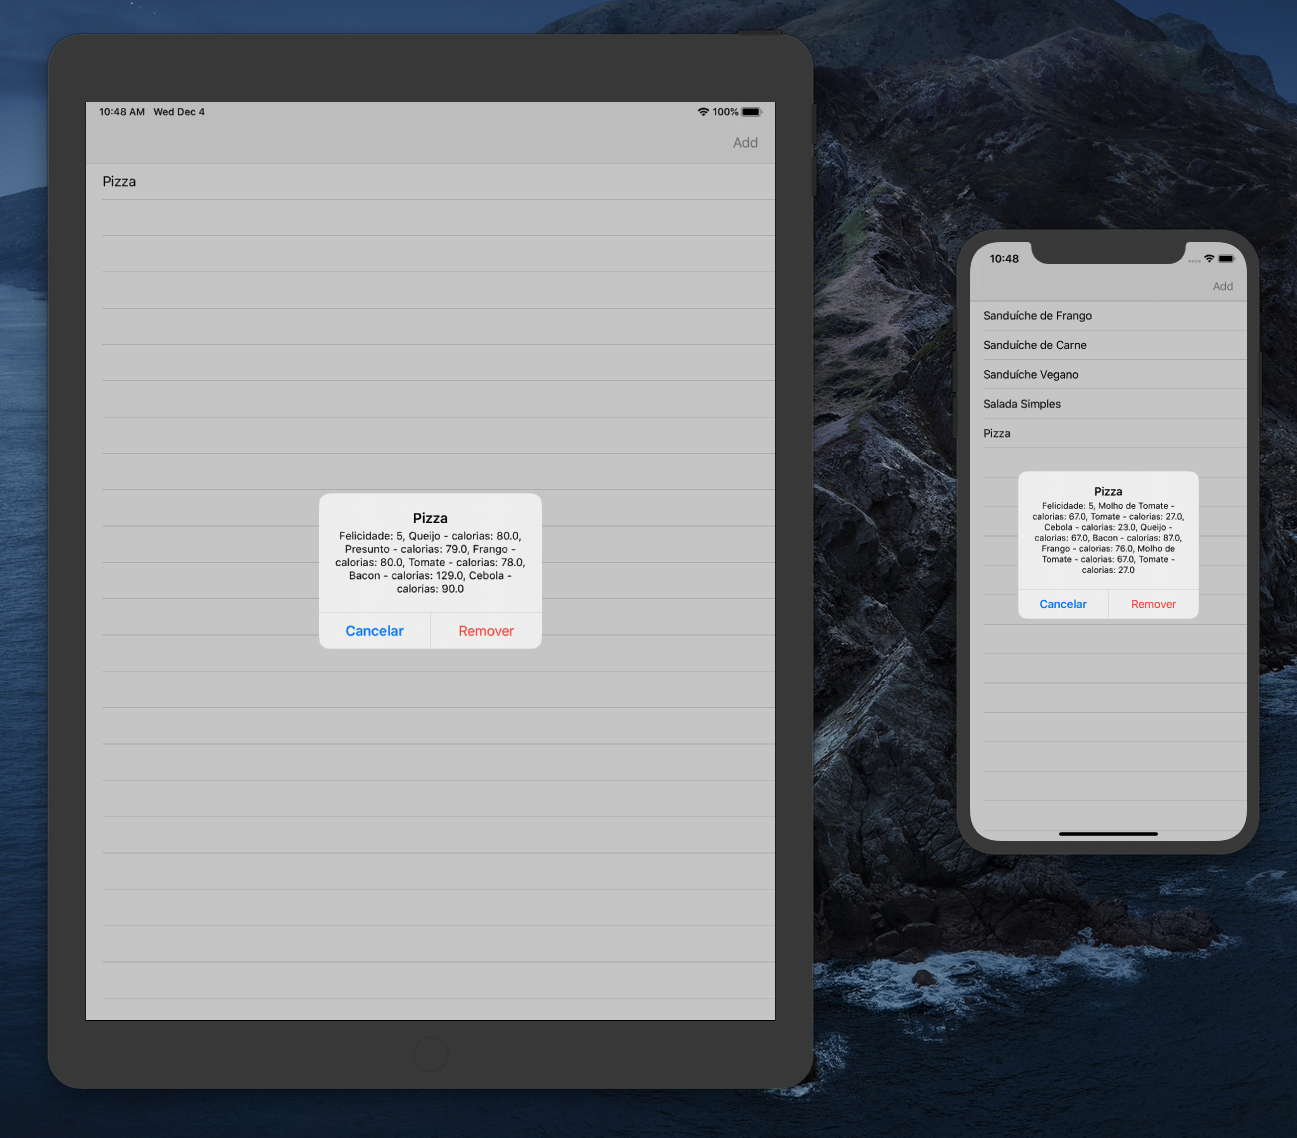 10:48 AM Wed Dec 4
100%
Add
Pizza
Pizza
Felicidade: 5, Queijo - calorias: 80.0,
Presunto - calorias: 79.0, Frango -
calorias: 80.0, Tomate - calorias: 78.0,
Bacon - calorias: 129.0, Cebola -
calorias: 90.0
Cancelar
Remover
10:48
Add
Sanduíche de Frango
Sanduíche de Carne
Sanduíche Vegano
Salada Simples
Pizza
Pizza
Felicidade: 5, Molho de Tomate -
calorias: 67.0, Tomate - calorias: 27.0,
Cebola - calorias: 23.0, Queijo -
calorias: 67.0, Bacon - calorias: 87.0,
Frango - calorias: 76.0, Molho de
Tomate - calorias: 67.0, Tomate -
calorias: 27.0
Cancelar
Remover